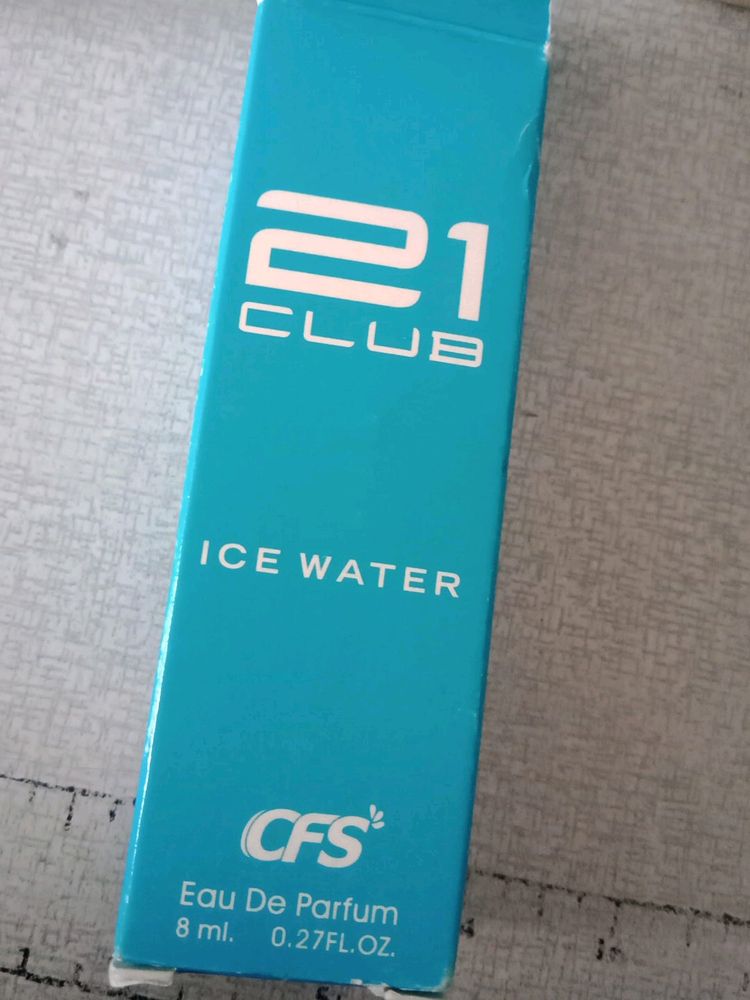 21
CLUB
ICE WATER
CFS
Eau De Parfum
8 ml. 0.27FL.OZ.